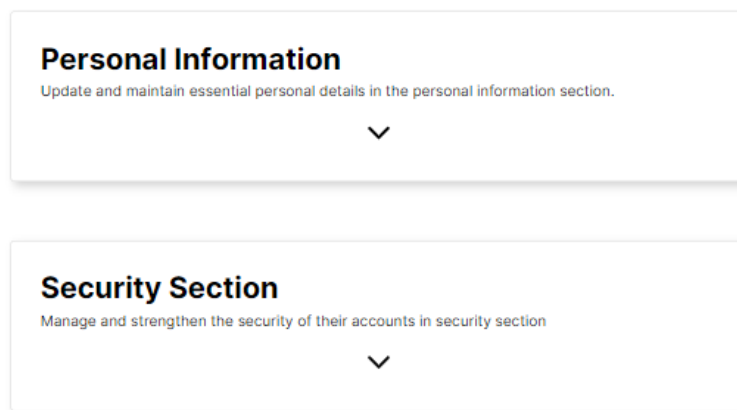 Personal Information
Update and maintain essential personal details in the personal information section.
Security Section
Manage and strengthen the security of their accounts in security section